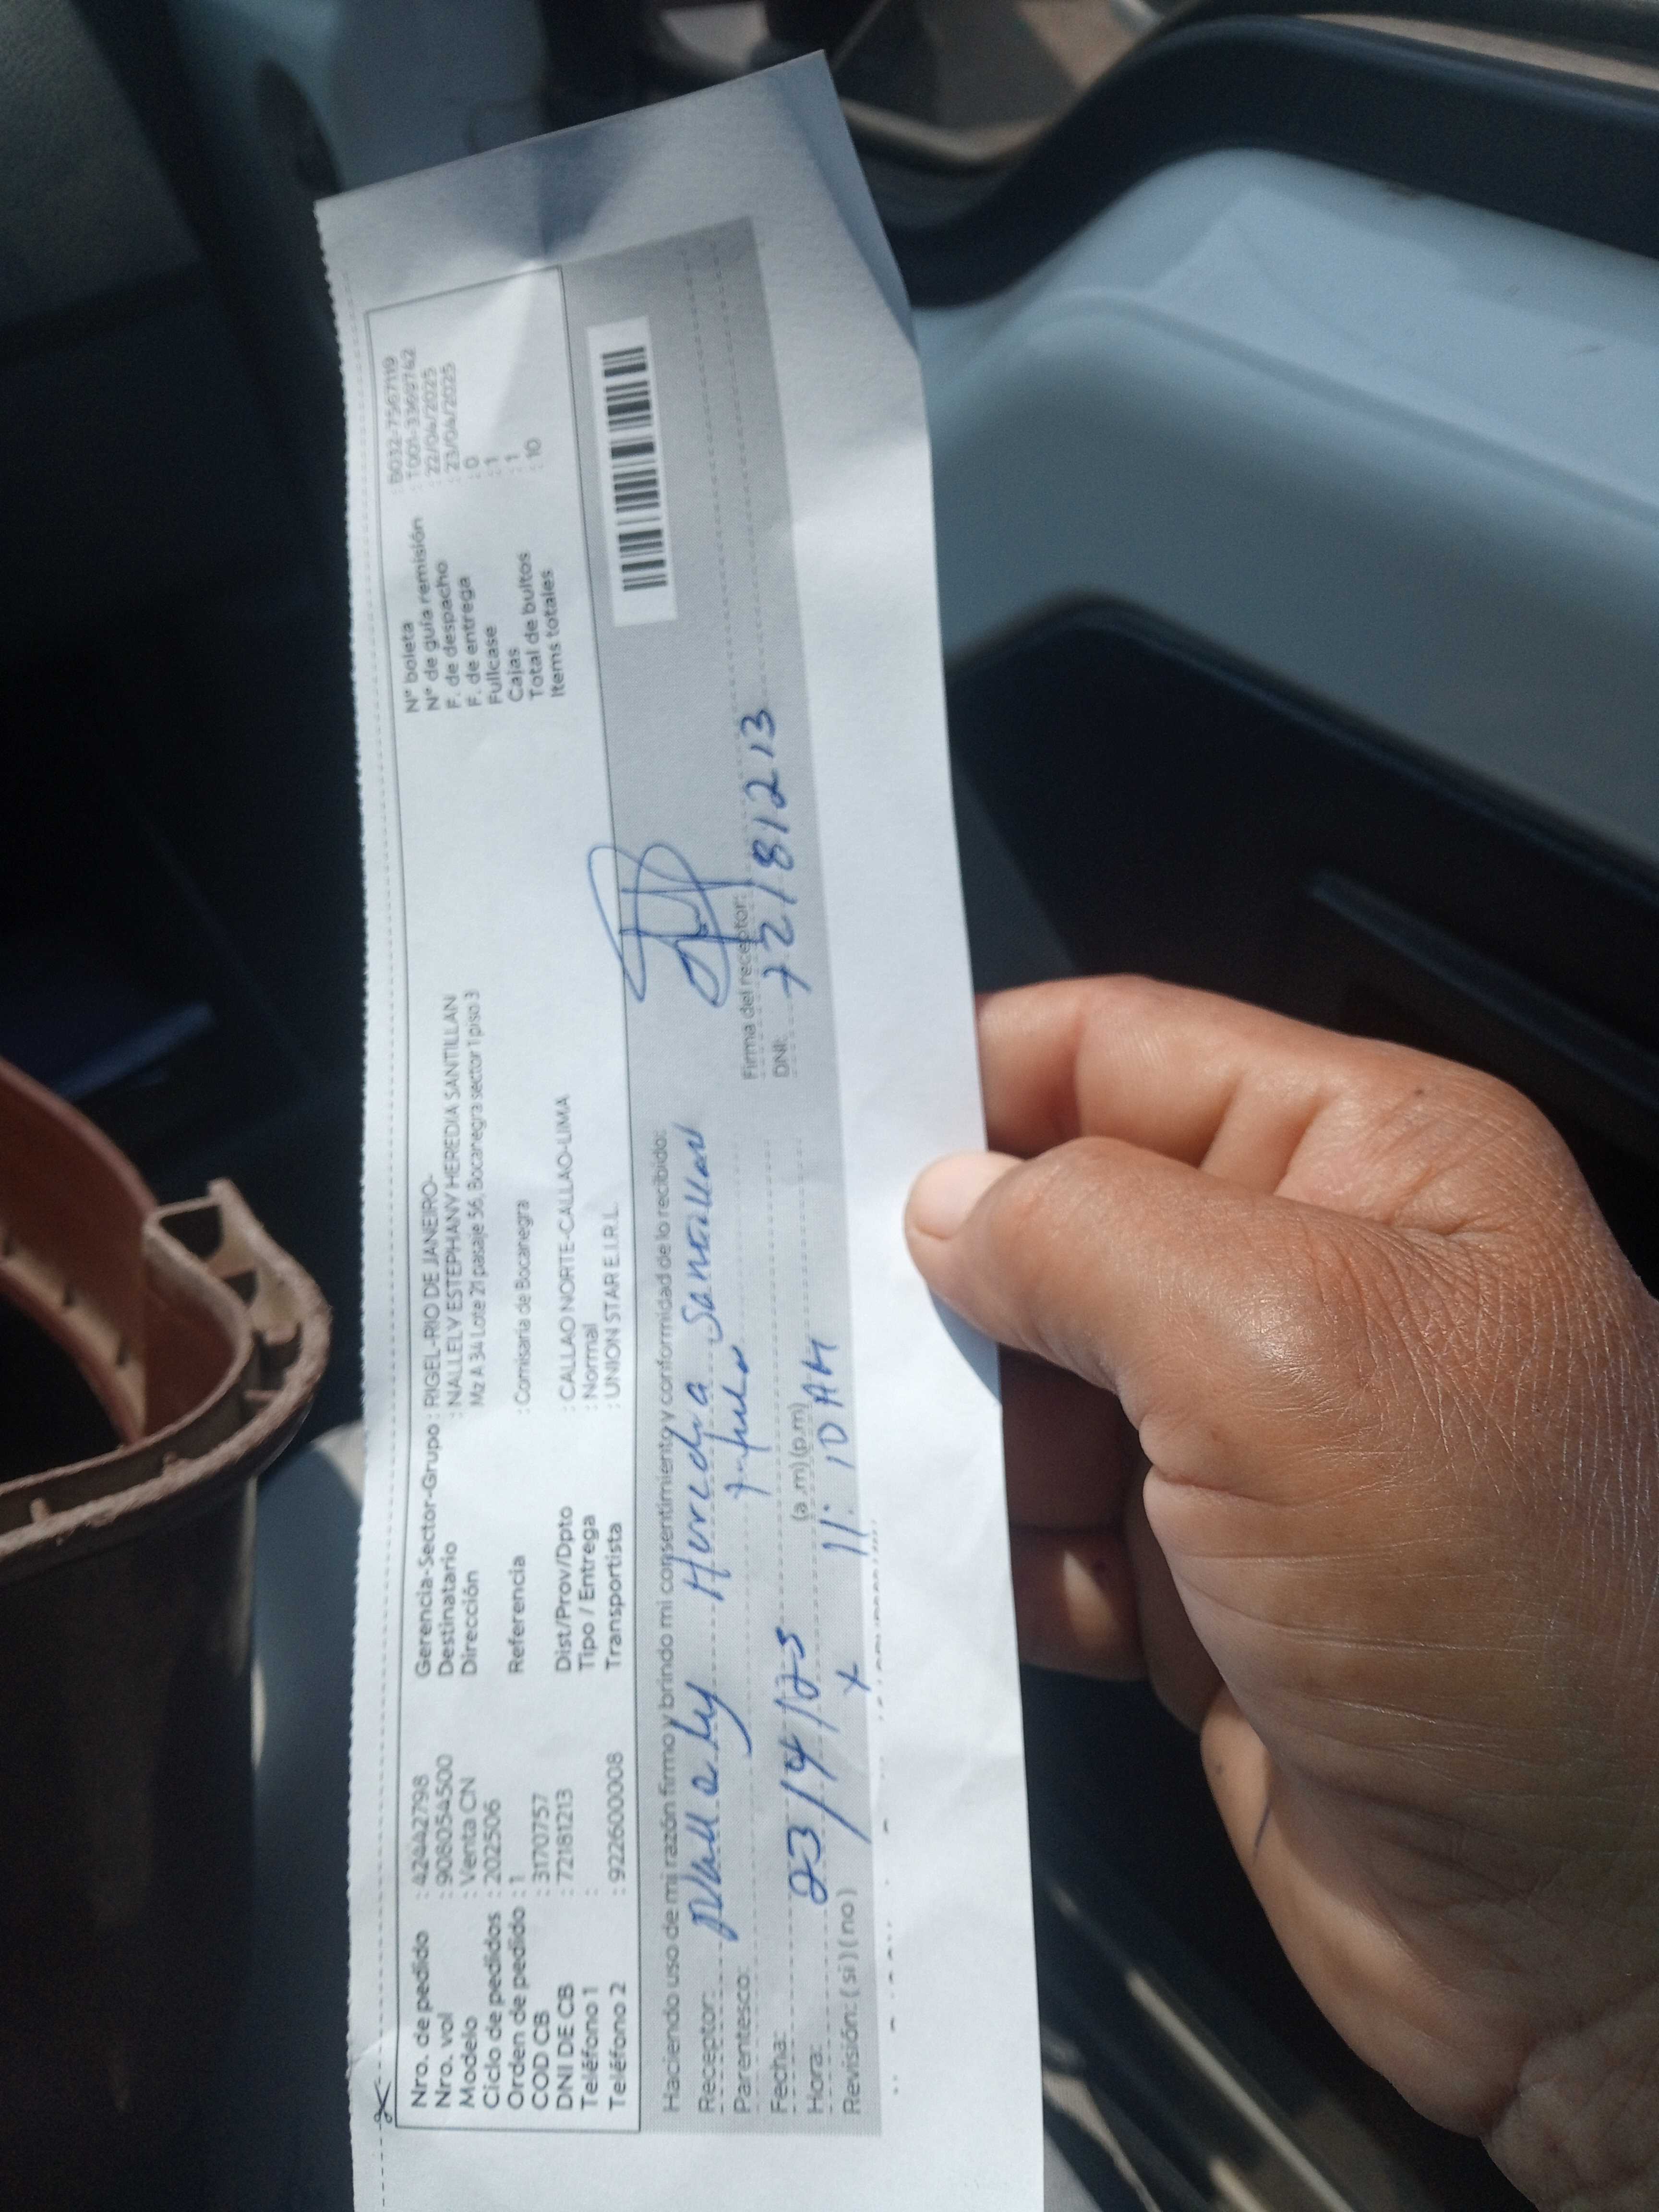 Nro. de pedido : 42442798
Nro. vol : 9080545500
Modelo : Venta CN
Ciclo de pedidos : 202506
Orden de pedido : 1
COD CB : 3170757
DNI DE CB : 72181213
Teléfono 1 :
Teléfono 2 : 922600008
Gerencia-Sector-Grupo : RIGEL-RIO DE JANEIRO-
Destinatario : NALLELY ESTEPHANY HEREDIA SANTILLAN
Dirección Mz A 34 Lote 21 pasaje 56, Bocanegra sector 1 piso 3
Referencia : Comisaria de Bocanegra
Dist/Prov/Dpto : CALLAO NORTE-CALLAO-LIMA
Tipo / Entrega : Normal
Transportista : UNION STAR E.I.R.L.
N° boleta : B032-7567119
N° de guía remisión : T001-33698742
F. de despacho : 22/04/2025
F. de entrega : 23/04/2025
Fullcase : 0
Cajas : 1
Total de bultos : 1
Items totales : 10
Haciendo uso de mi razón firmo y brindo mi consentimiento y conformidad de lo recibido:
Receptor: Nallely Heredia Santillan
Parentesco:
Firma del receptor:
Fecha: 23/4/25
DNI: 72181213
Hora: (a .m) (p.m) 11:10 AM
Revisión: ( si ) ( no ) X